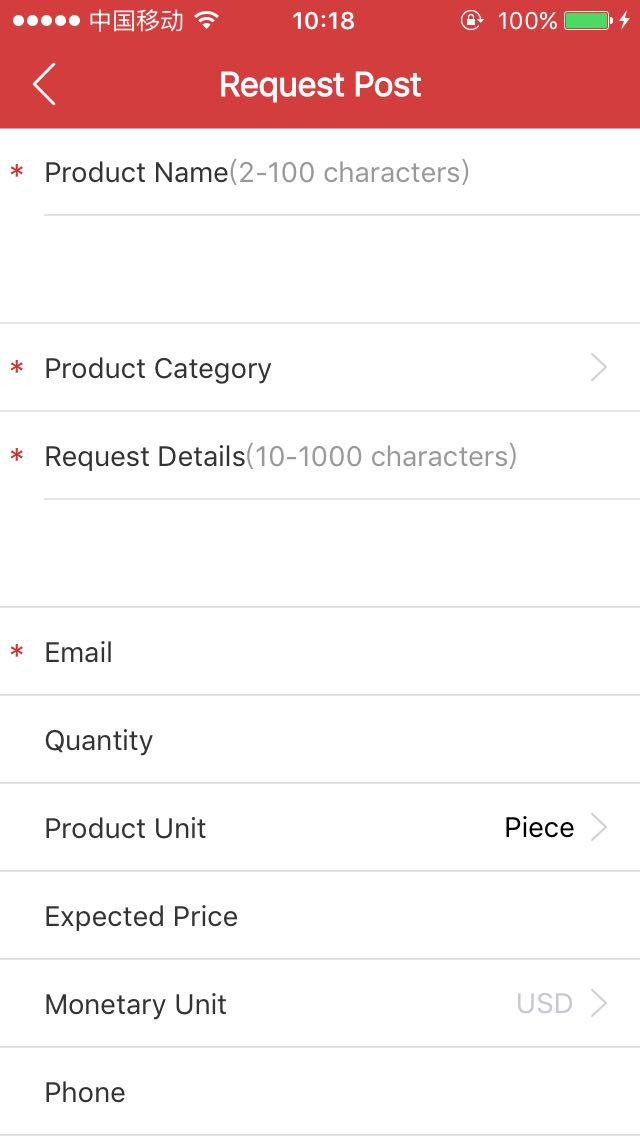 中国移动 10:18 100%
Request Post
* Product Name(2-100 characters)
* Product Category
* Request Details(10-1000 characters)
* Email
Quantity
Product Unit Piece
Expected Price
Monetary Unit USD
Phone